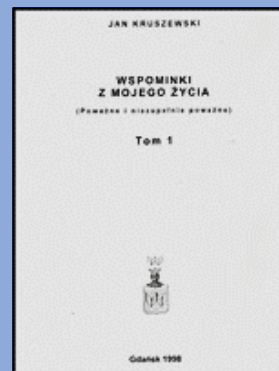 JAN KRUSZEWSKI
WSPOMINKI
Z MOJEGO ŻYCIA
(Poważne i niezupełnie poważne)
Tom 1
Gdańsk 1998